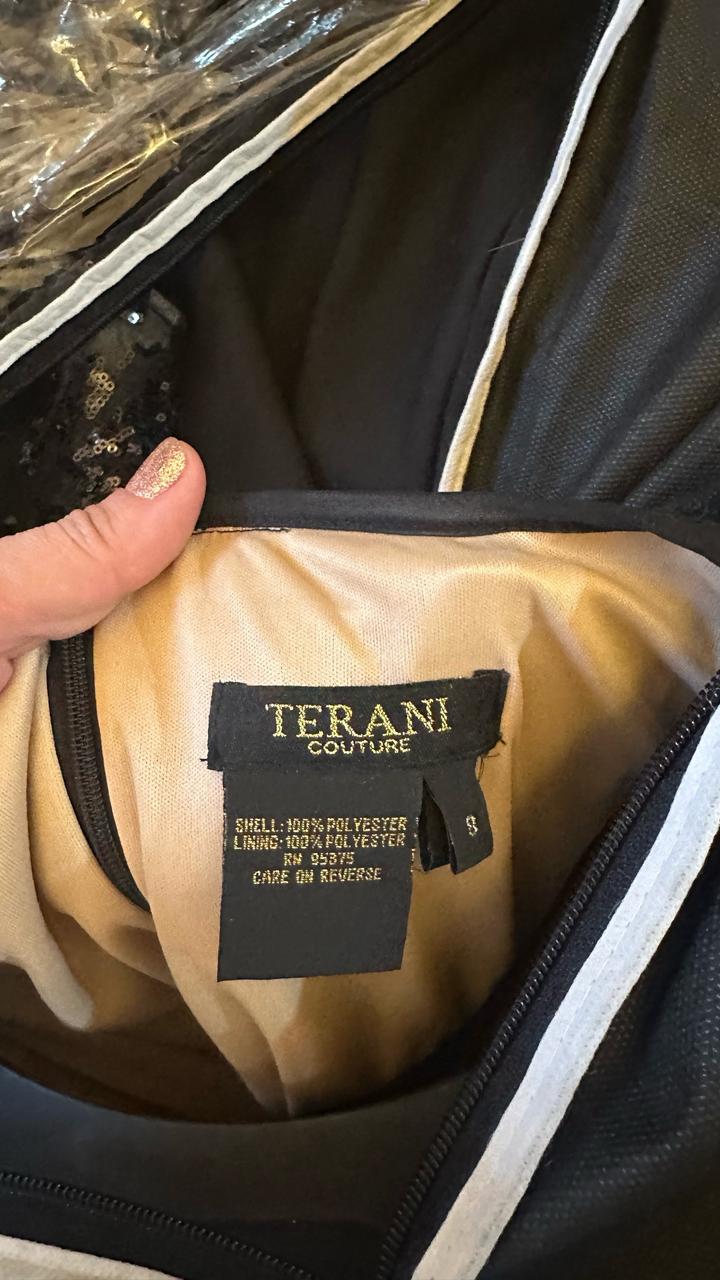 TERANI
COUTURE
8
SHELL: 100% POLYESTER
LINING: 100% POLYESTER
RN 95375
CARE ON REVERSE